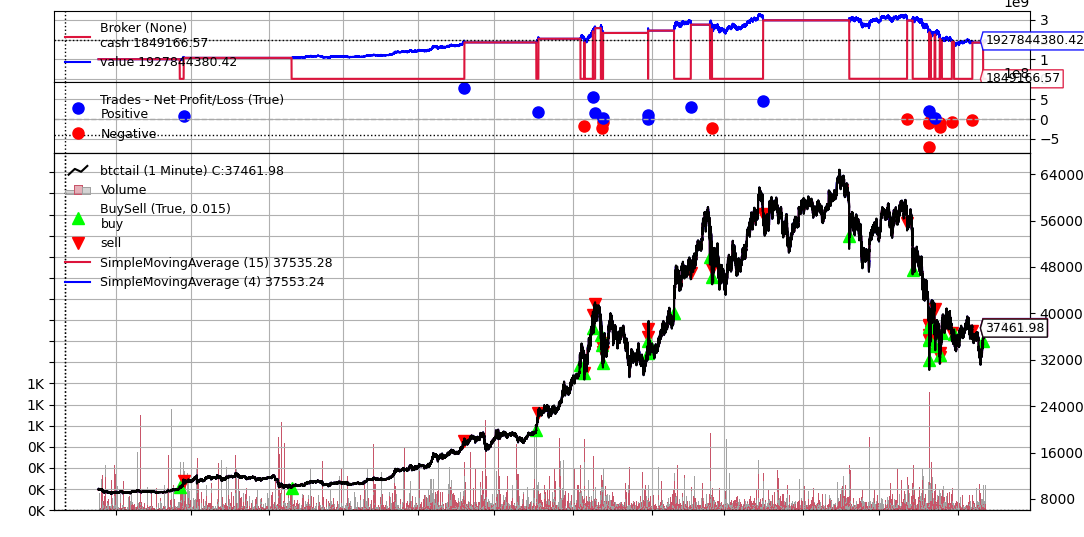 1e9
Broker (None)
cash 1849166.57
value 1927844380.42
3
1927844380.42
1
1849166.57
1e8
Trades - Net Profit/Loss (True)
Positive
Negative
5
0
−5
btctail (1 Minute) C:37461.98
Volume
BuySell (True, 0.015)
buy
sell
SimpleMovingAverage (15) 37535.28
SimpleMovingAverage (4) 37553.24
64000
56000
48000
40000
37461.98
32000
24000
16000
8000
1K
1K
1K
0K
0K
0K
0K